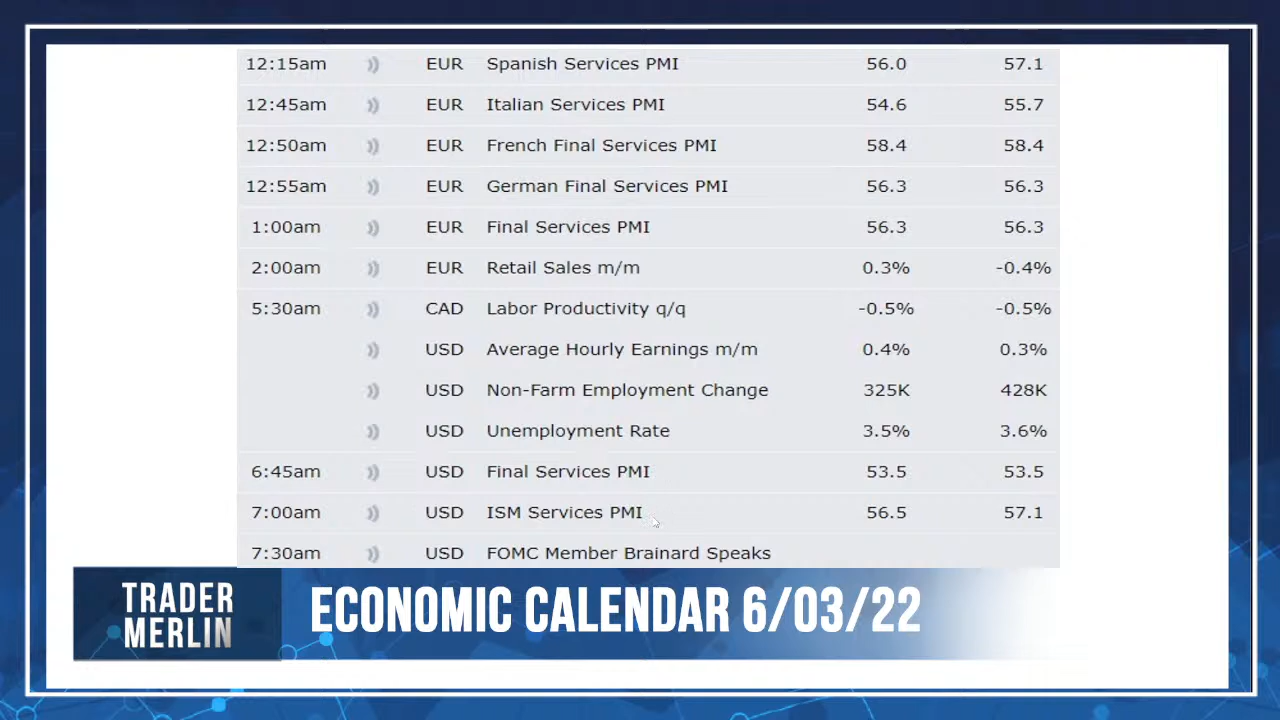 12:15am EUR Spanish Services PMI 56.0 57.1
12:45am EUR Italian Services PMI 54.6 55.7
12:50am EUR French Final Services PMI 58.4 58.4
12:55am EUR German Final Services PMI 56.3 56.3
1:00am EUR Final Services PMI 56.3 56.3
2:00am EUR Retail Sales m/m 0.3% -0.4%
5:30am CAD Labor Productivity q/q -0.5% -0.5%
USD Average Hourly Earnings m/m 0.4% 0.3%
USD Non-Farm Employment Change 325K 428K
USD Unemployment Rate 3.5% 3.6%
6:45am USD Final Services PMI 53.5 53.5
7:00am USD ISM Services PMI 56.5 57.1
7:30am USD FOMC Member Brainard Speaks
TRADER
MERLIN
ECONOMIC CALENDAR 6/03/22